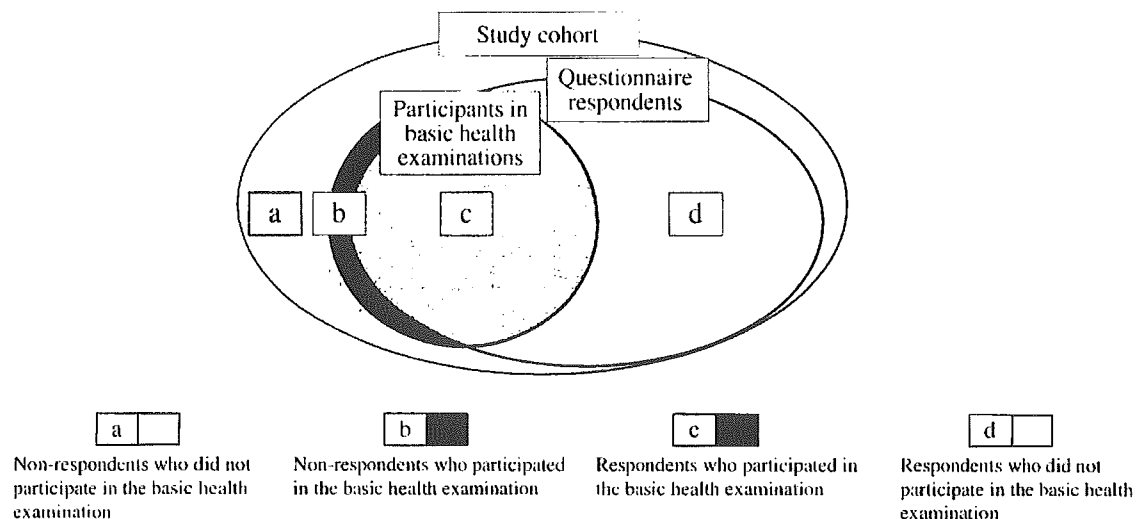 Study cohort
Questionnaire
respondents
Participants in
basic health
examinations
a
b
c
d
a
Non-respondents who did not
participate in the basic health
examination
b
Non-respondents who participated
in the basic health examination
c
Respondents who participated in
the basic health examination
d
Respondents who did not
participate in the basic health
examination